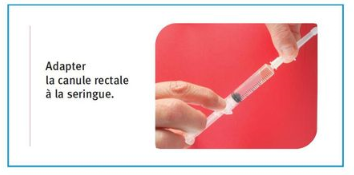 Adapter
la canule rectale
à la seringue.